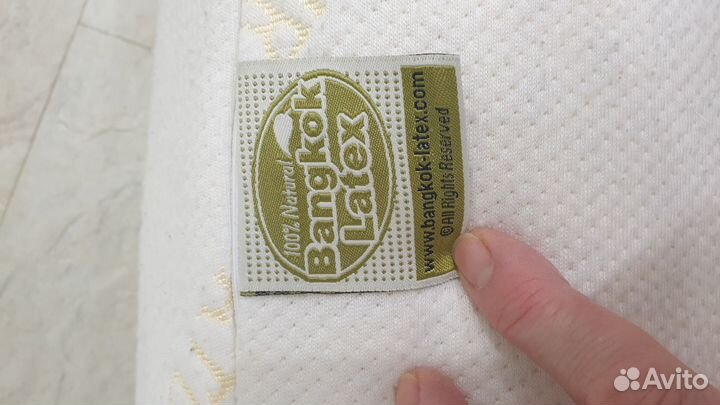 100% Natural
Bangkok
Latex
www.bangkok-latex.com
©All Rights Reserved
Avito